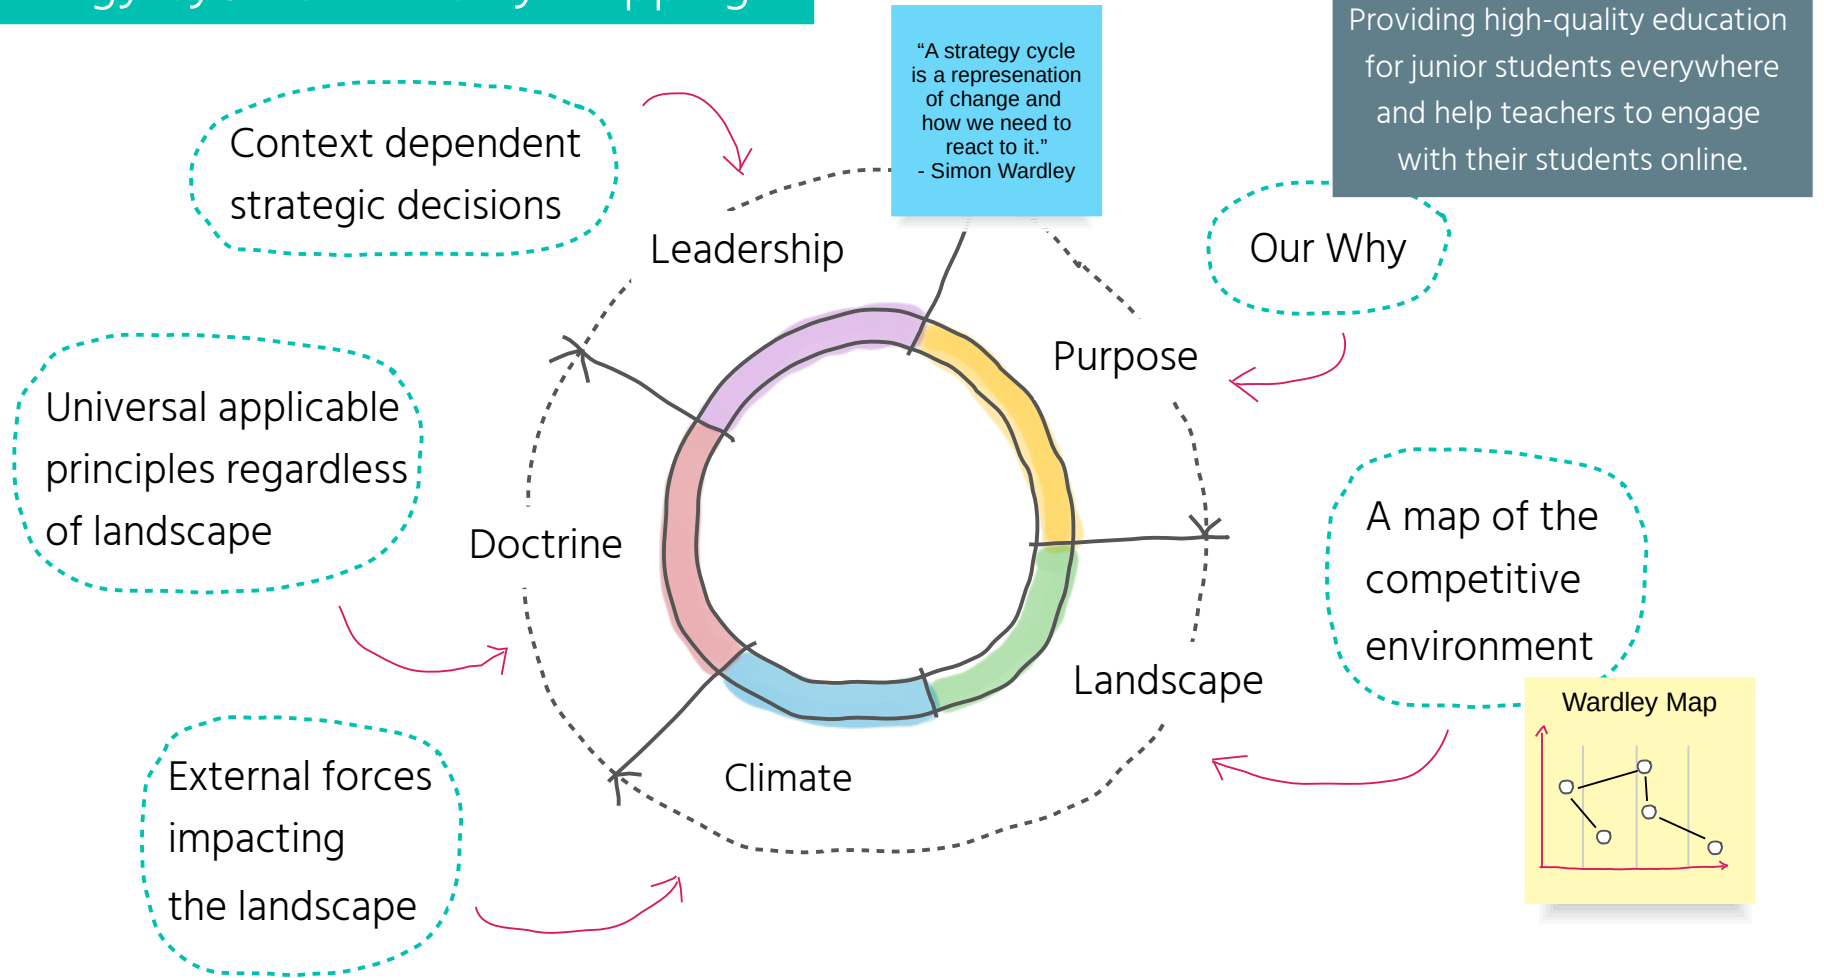 “A strategy cycle
is a represenation
of change and
how we need to
react to it.”
- Simon Wardley
Providing high-quality education
for junior students everywhere
and help teachers to engage
with their students online.
Context dependent
strategic decisions
Leadership
Our Why
Purpose
Universal applicable
principles regardless
of landscape
Doctrine
A map of the
competitive
environment
Landscape
Wardley Map
External forces
impacting
the landscape
Climate